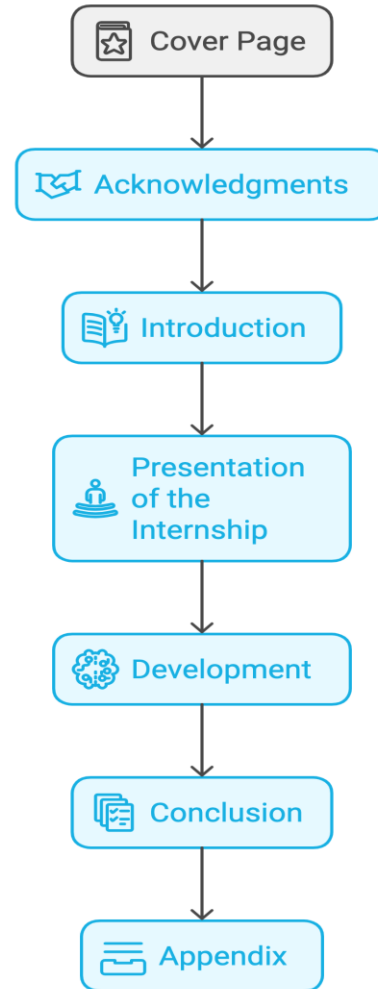 Cover Page
Acknowledgments
Introduction
Presentation
of the
Internship
Development
Conclusion
Appendix